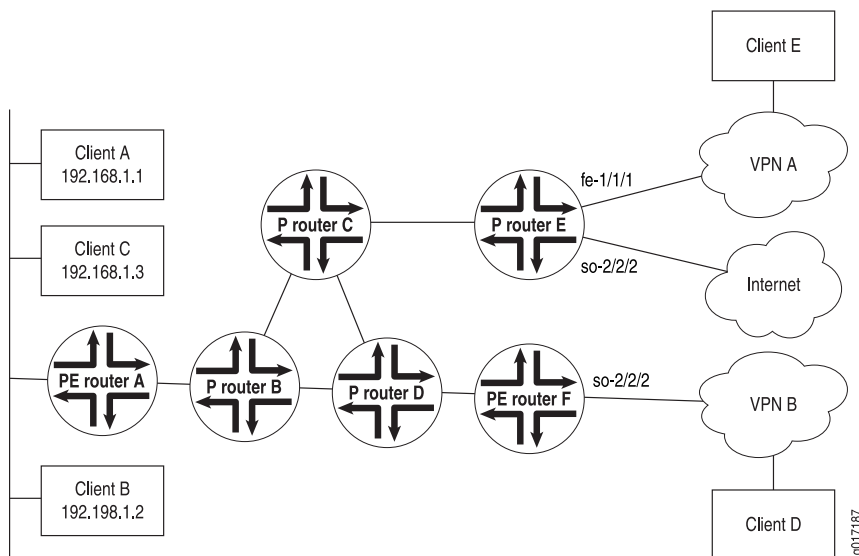 Client E
Client A
192.168.1.1
VPN A
fe-1/1/1
P router C
P router E
Client C
192.168.1.3
so-2/2/2
Internet
PE router A
P router B
P router D
PE router F
so-2/2/2
VPN B
Client B
192.198.1.2
Client D
g017187